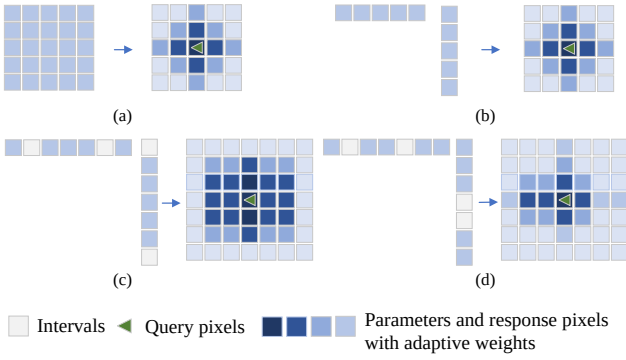 (a)
(b)
(c)
(d)
Intervals
Query pixels
Parameters and response pixels
with adaptive weights